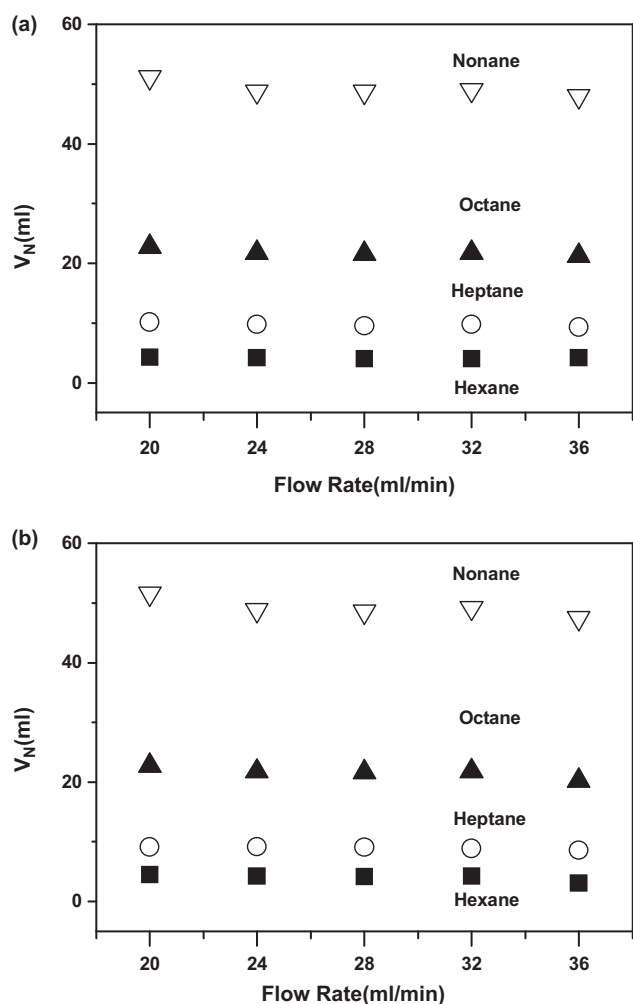 (a)
60
Nonane
40
V_N(ml)
Octane
20
Heptane
0
Hexane
20 24 28 32 36
Flow Rate(ml/min)
(b)
60
Nonane
40
V_N(ml)
Octane
20
Heptane
0
Hexane
20 24 28 32 36
Flow Rate(ml/min)